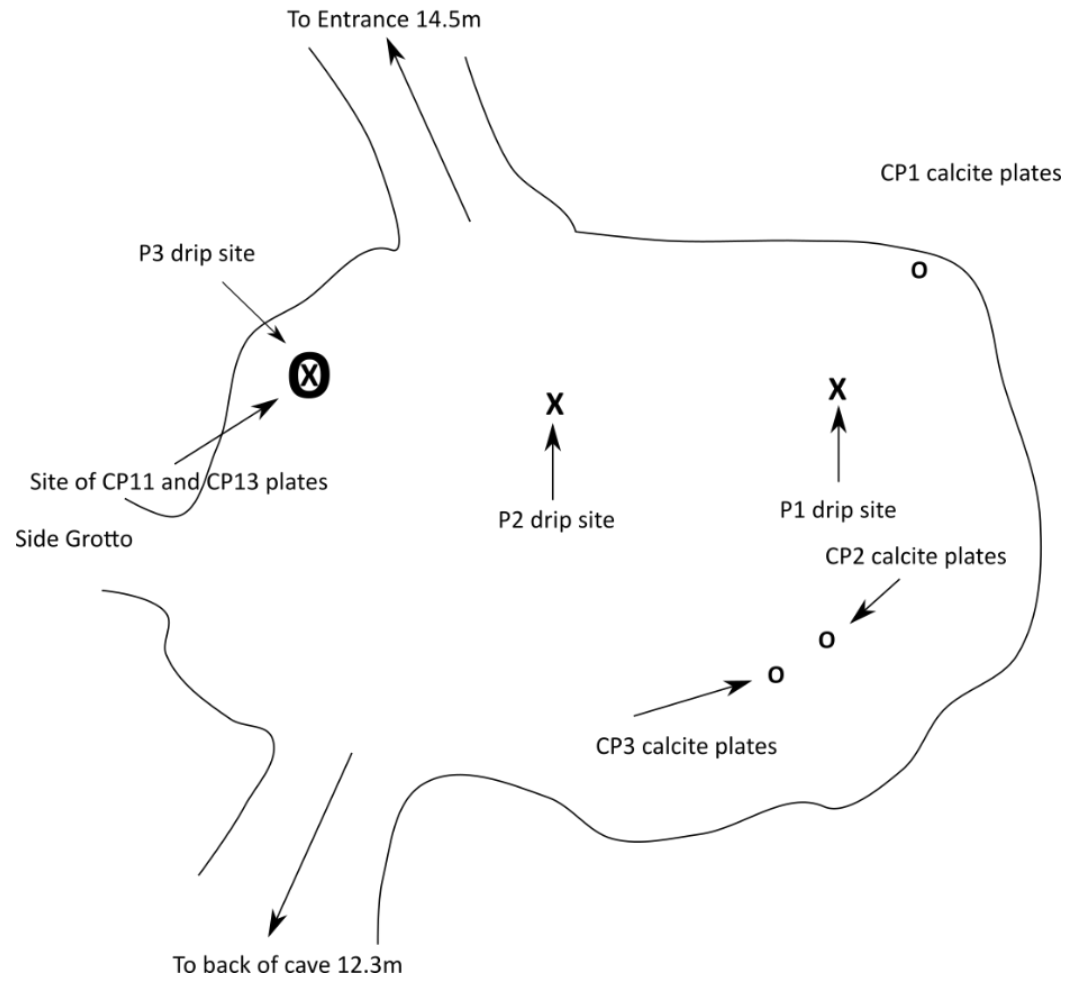 To Entrance 14.5m
CP1 calcite plates
P3 drip site
O
X
X
X
O
Site of CP11 and CP13 plates
P2 drip site
P1 drip site
Side Grotto
CP2 calcite plates
O
O
CP3 calcite plates
To back of cave 12.3m